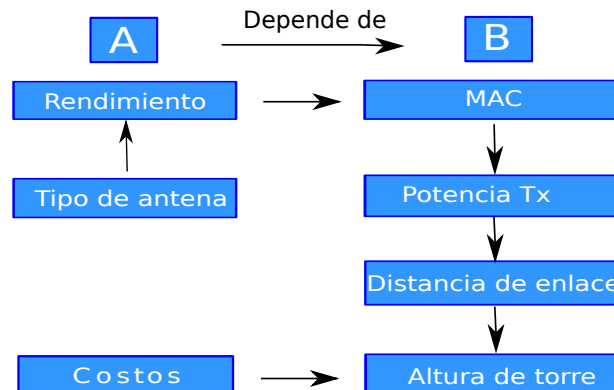 Depende de
A
B
Rendimiento
MAC
Tipo de antena
Potencia Tx
Distancia de enlace
Costos
Altura de torre